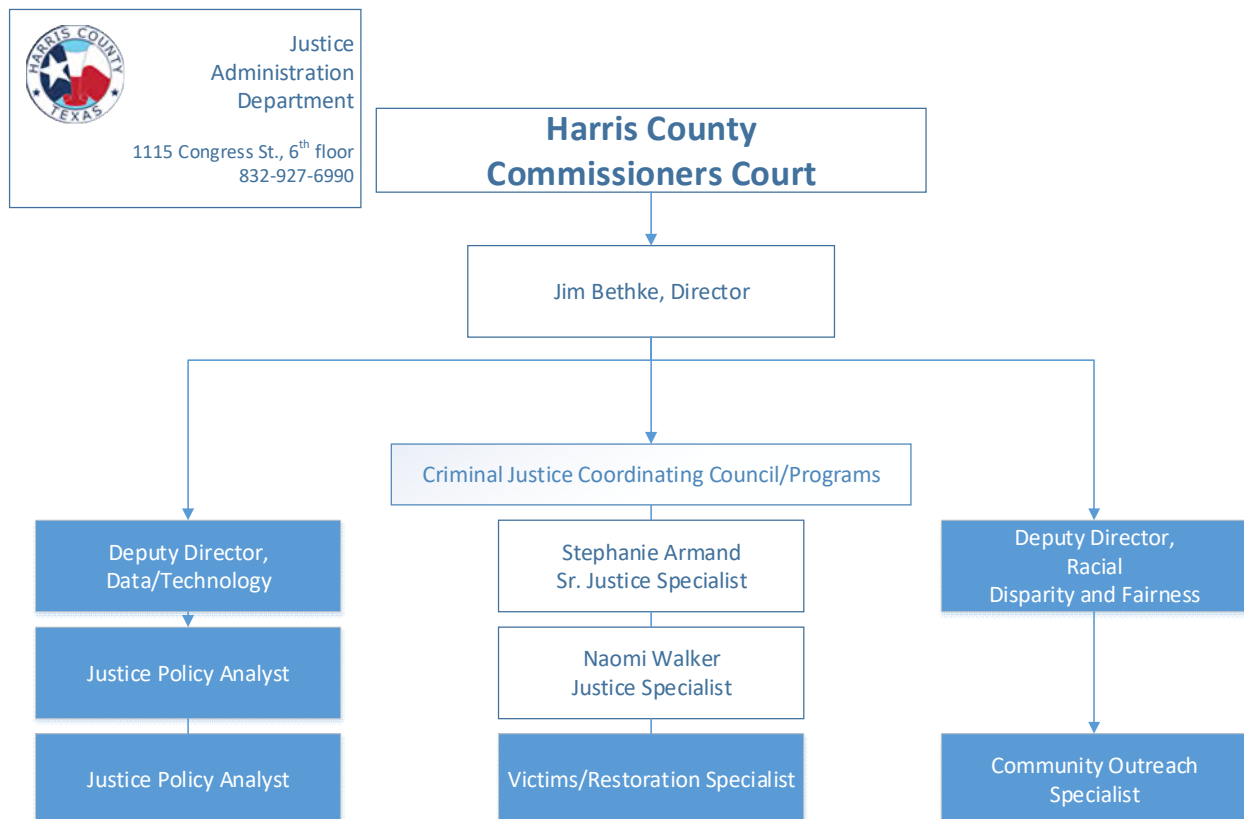 HARRIS COUNTY
TEXAS
Justice
Administration
Department
1115 Congress St., 6th floor
832-927-6990
Harris County
Commissioners Court
Jim Bethke, Director
Criminal Justice Coordinating Council/Programs
Deputy Director,
Data/Technology
Justice Policy Analyst
Justice Policy Analyst
Stephanie Armand
Sr. Justice Specialist
Naomi Walker
Justice Specialist
Victims/Restoration Specialist
Deputy Director,
Racial
Disparity and Fairness
Community Outreach
Specialist